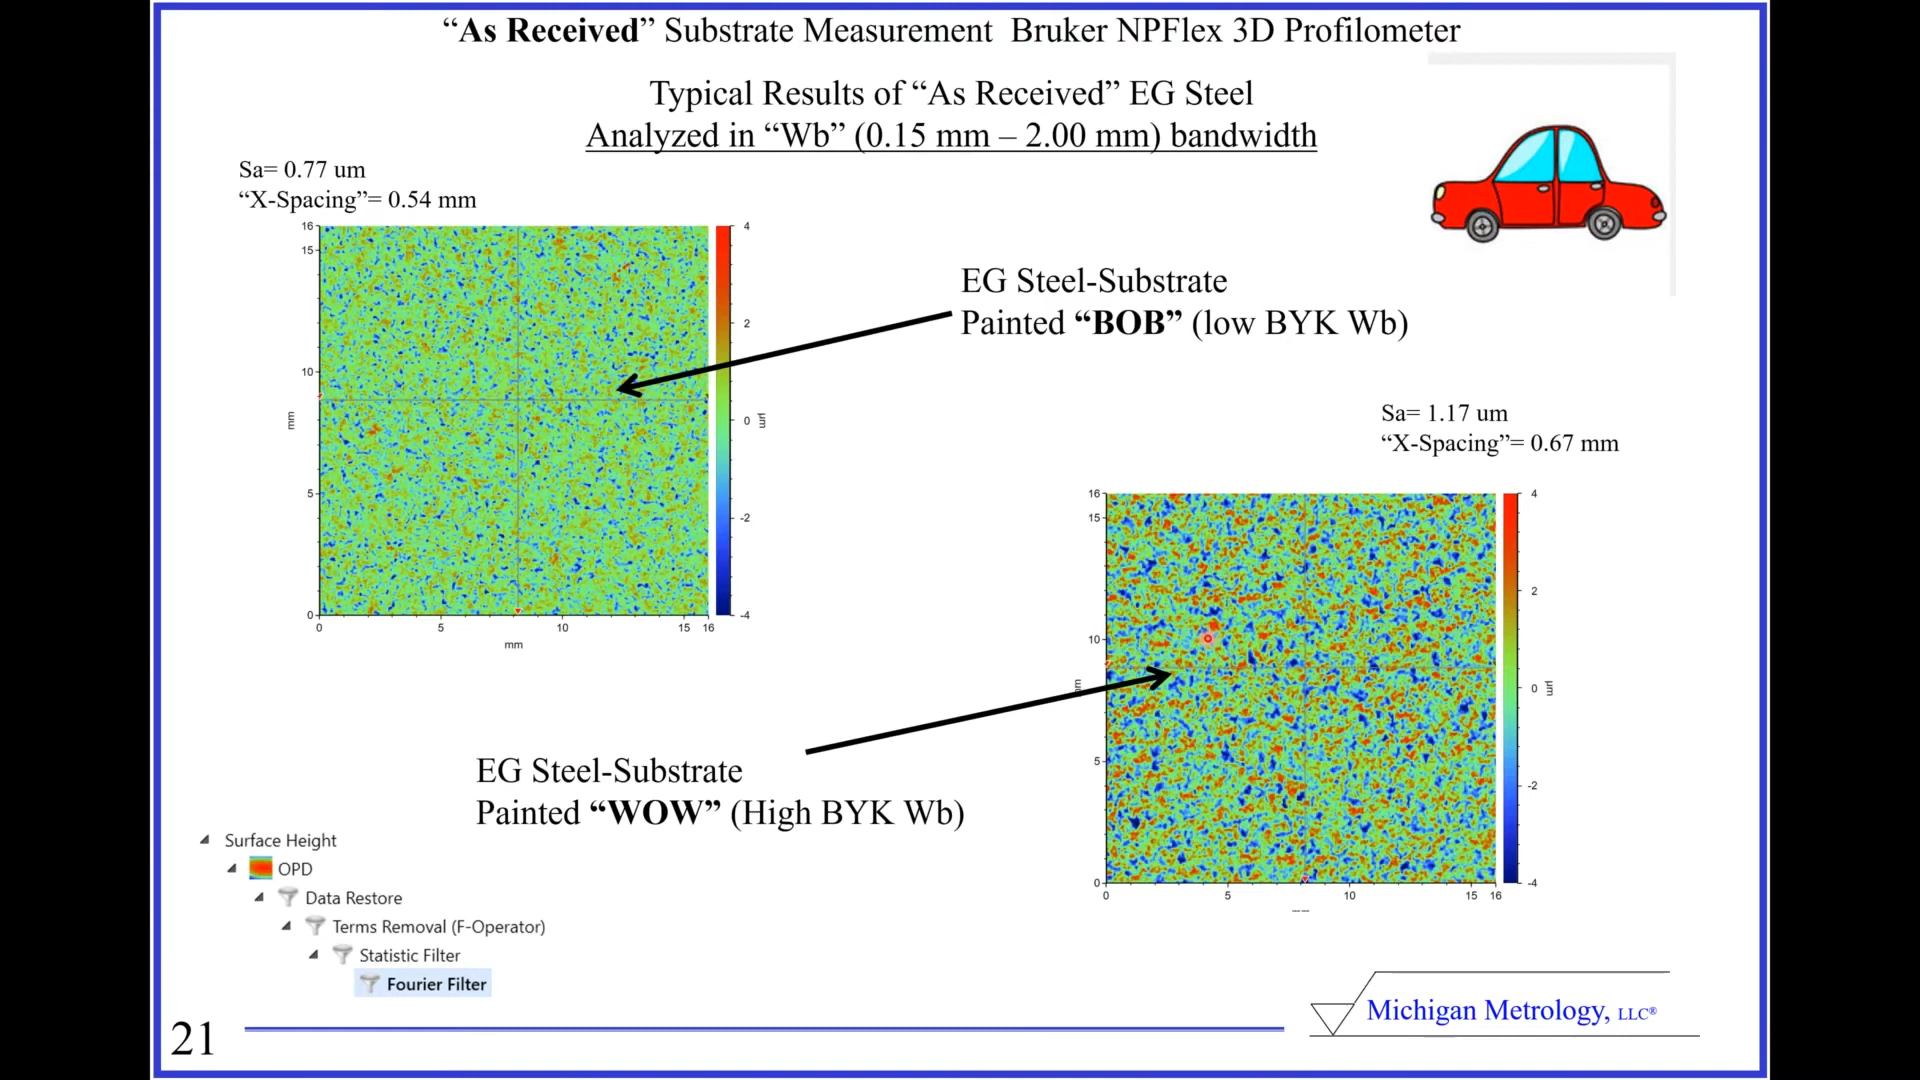 “As Received” Substrate Measurement Bruker NPFlex 3D Profilometer
Typical Results of “As Received” EG Steel
Analyzed in “Wb” (0.15 mm – 2.00 mm) bandwidth
Sa= 0.77 um
“X-Spacing”= 0.54 mm
16
15
10
5
0
mm
0
5
10
15
16
mm
4
2
0
-2
-4
µm
EG Steel-Substrate
Painted “BOB” (low BYK Wb)
Sa= 1.17 um
“X-Spacing”= 0.67 mm
16
15
10
5
0
mm
0
5
10
15
16
4
2
0
-2
-4
µm
EG Steel-Substrate
Painted “WOW” (High BYK Wb)
Surface Height
OPD
Data Restore
Terms Removal (F-Operator)
Statistic Filter
Fourier Filter
Michigan Metrology, LLC®
21